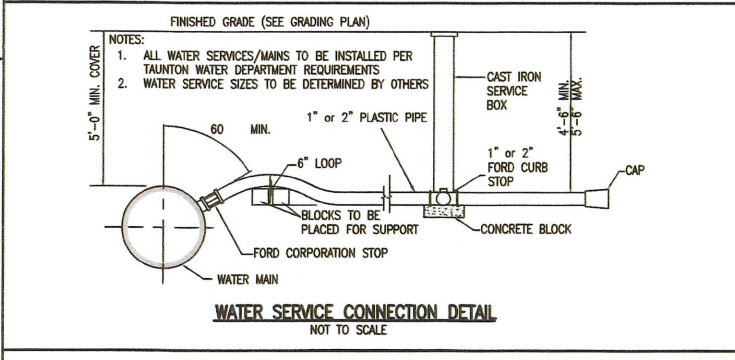 FINISHED GRADE (SEE GRADING PLAN)
NOTES:
1. ALL WATER SERVICES/MAINS TO BE INSTALLED PER
TAUNTON WATER DEPARTMENT REQUIREMENTS
2. WATER SERVICE SIZES TO BE DETERMINED BY OTHERS
5'-0" MIN. COVER
60 MIN.
1" or 2" PLASTIC PIPE
6" LOOP
CAST IRON
SERVICE
BOX
4'-6" MIN.
5'-6" MAX.
1" or 2"
FORD CURB
STOP
CAP
BLOCKS TO BE
PLACED FOR SUPPORT
CONCRETE BLOCK
FORD CORPORATION STOP
WATER MAIN
WATER SERVICE CONNECTION DETAIL
NOT TO SCALE